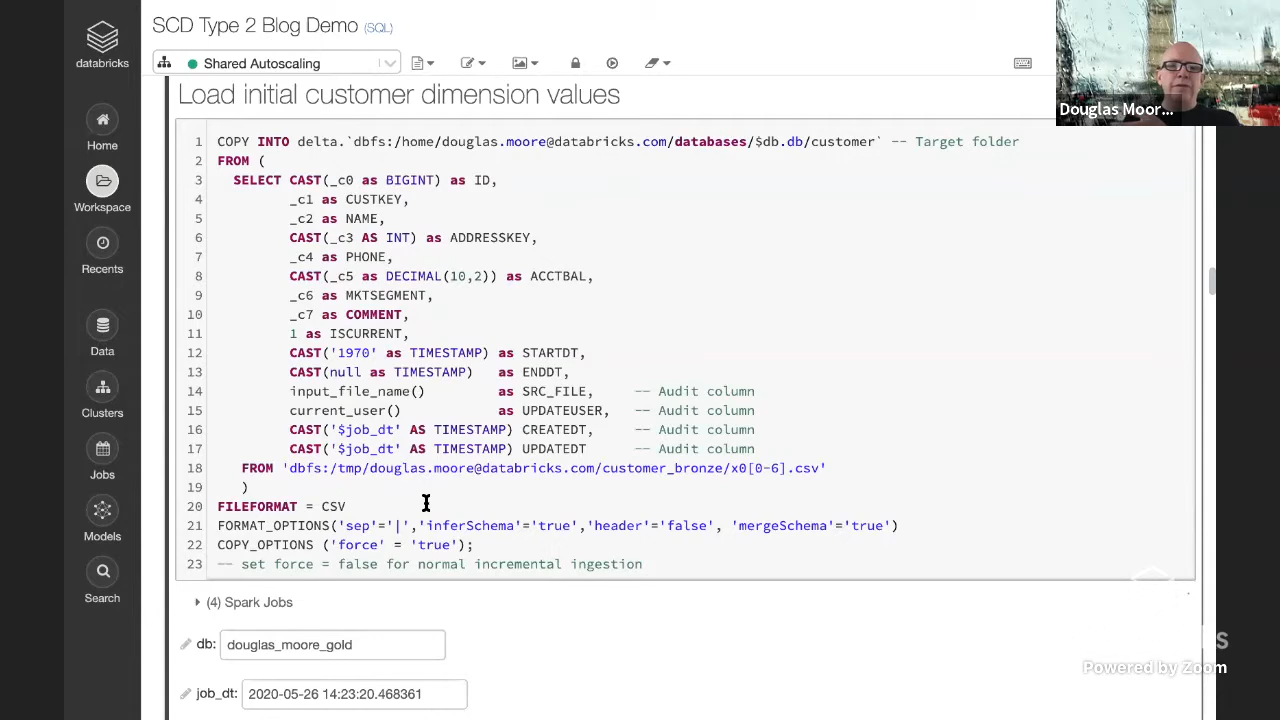 SCD Type 2 Blog Demo (SQL)
databricks
Shared Autoscaling
Home
Workspace
Recents
Data
Clusters
Jobs
Models
Search
Douglas Moor...
Load initial customer dimension values
1 COPY INTO delta.`dbfs:/home/douglas.moore@databricks.com/databases/$db.db/customer` -- Target folder
2 FROM (
3 SELECT CAST(_c0 as BIGINT) as ID,
4 _c1 as CUSTKEY,
5 _c2 as NAME,
6 CAST(_c3 AS INT) as ADDRESSKEY,
7 _c4 as PHONE,
8 CAST(_c5 as DECIMAL(10,2)) as ACCTBAL,
9 _c6 as MKTSEGMENT,
10 _c7 as COMMENT,
11 1 as ISCURRENT,
12 CAST('1970' as TIMESTAMP) as STARTDT,
13 CAST(null as TIMESTAMP) as ENDDT,
14 input_file_name() as SRC_FILE, -- Audit column
15 current_user() as UPDATEUSER, -- Audit column
16 CAST('$job_dt' AS TIMESTAMP) CREATEDT, -- Audit column
17 CAST('$job_dt' AS TIMESTAMP) UPDATEDT -- Audit column
18 FROM 'dbfs:/tmp/douglas.moore@databricks.com/customer_bronze/x0[0-6].csv'
19 )
20 FILEFORMAT = CSV
21 FORMAT_OPTIONS('sep'='|','inferSchema'='true','header'='false', 'mergeSchema'='true')
22 COPY_OPTIONS ('force' = 'true');
23 -- set force = false for normal incremental ingestion
(4) Spark Jobs
db: douglas_moore_gold
job_dt: 2020-05-26 14:23:20.468361
Powered by Zoom